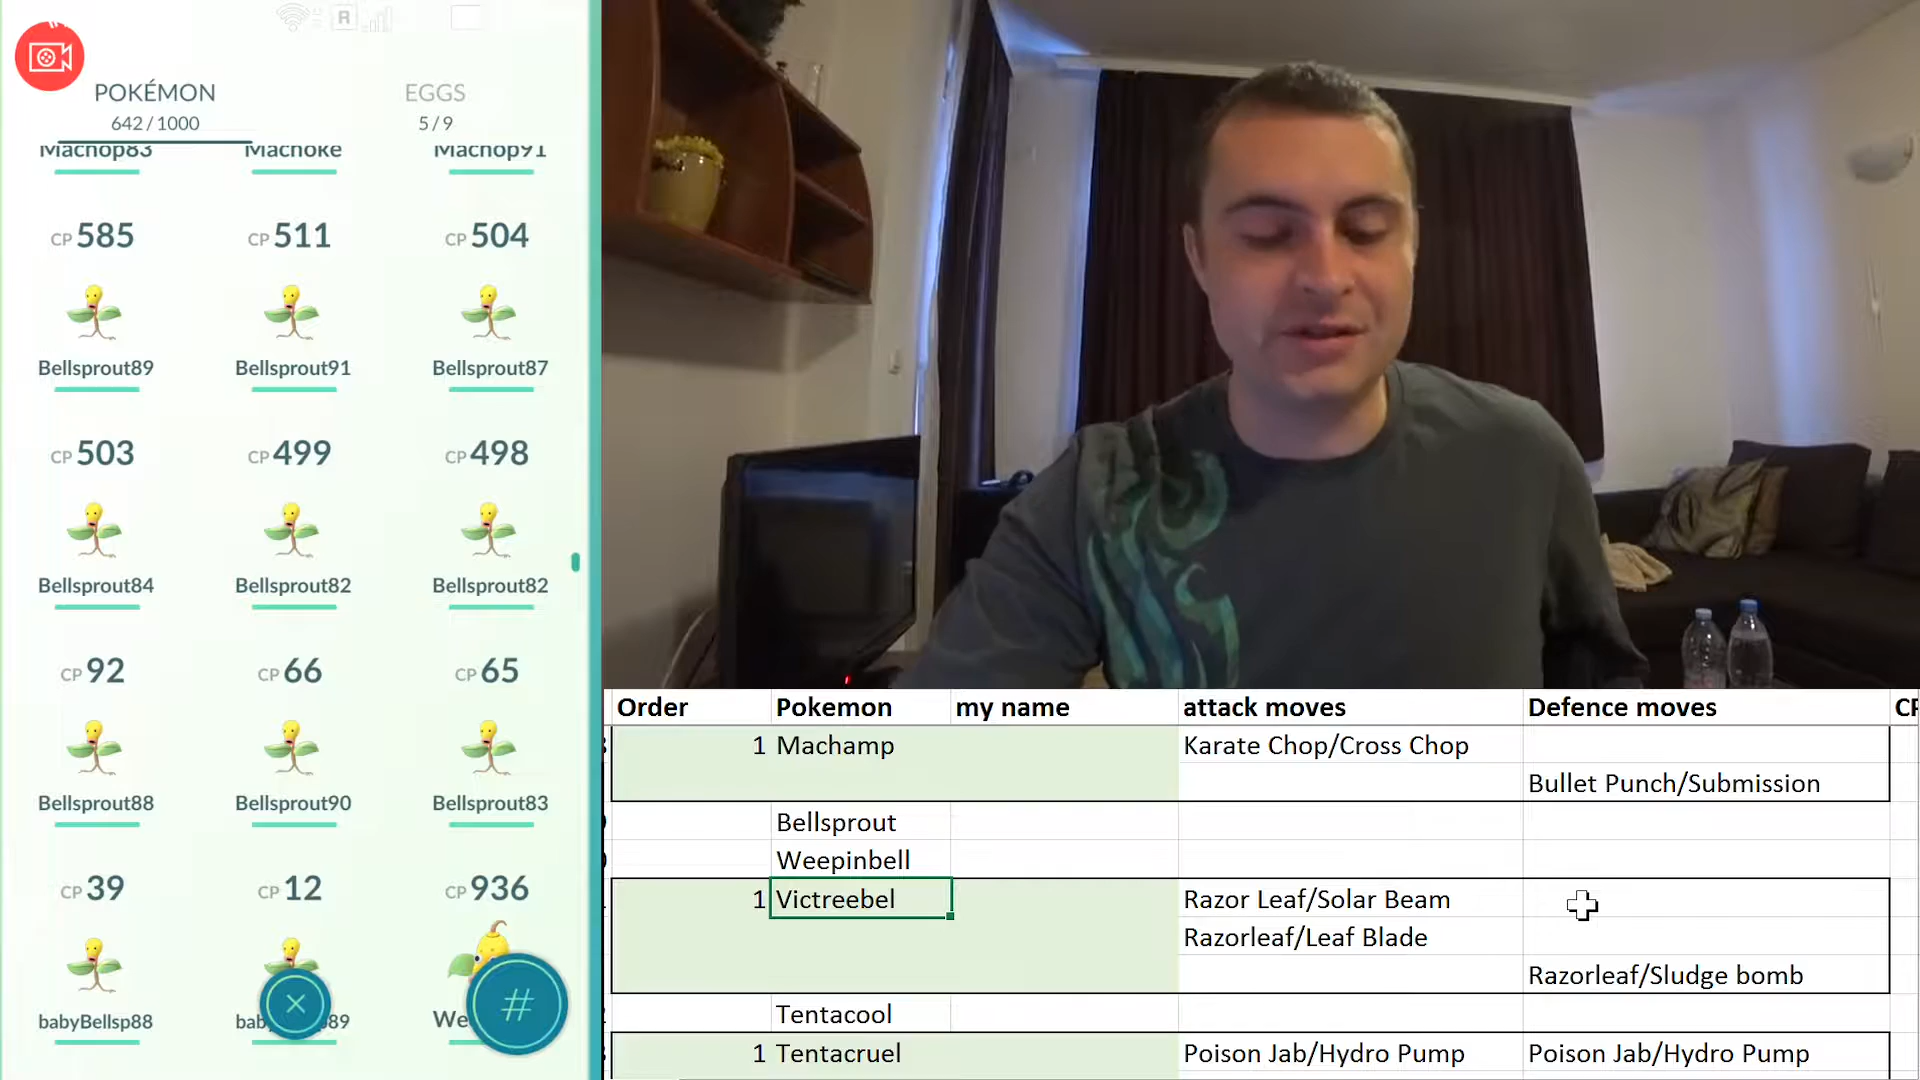 R
POKÉMON
EGGS
642 / 1000
5 / 9
Machop83
Machoke
Machop91
CP 585
CP 511
CP 504
Bellsprout89
Bellsprout91
Bellsprout87
CP 503
CP 499
CP 498
Bellsprout84
Bellsprout82
Bellsprout82
CP 92
CP 66
CP 65
Bellsprout88
Bellsprout90
Bellsprout83
CP 39
CP 12
CP 936
babyBellsp88
#
Order Pokemon my name attack moves Defence moves
1 Machamp Karate Chop/Cross Chop
Bullet Punch/Submission
Bellsprout
Weepinbell
1 Victreebel Razor Leaf/Solar Beam
Razorleaf/Leaf Blade
Razorleaf/Sludge bomb
Tentacool
1 Tentacruel Poison Jab/Hydro Pump Poison Jab/Hydro Pump